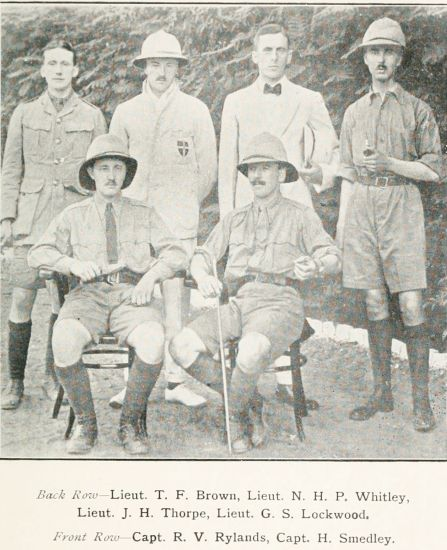 Back Row—Lieut. T. F. Brown, Lieut. N. H. P. Whitley,
Lieut. J. H. Thorpe, Lieut. G. S. Lockwood.
Front Row—Capt. R. V. Rylands, Capt. H. Smedley.